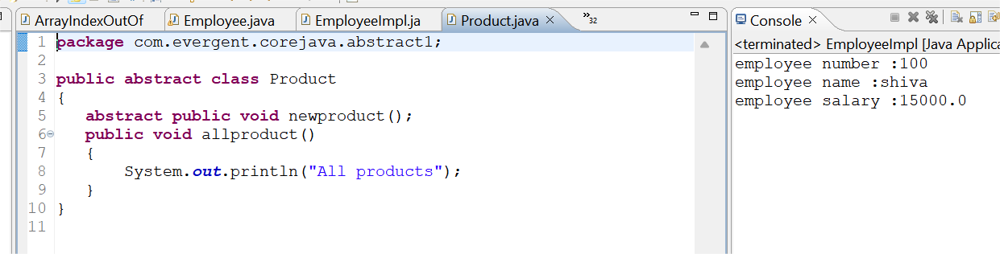 ArrayIndexOutOf Employee.java EmployeeImpl.ja Product.java 32
1 package com.evergent.corejava.abstract1;
2
3 public abstract class Product
4 {
5 abstract public void newproduct();
6 public void allproduct()
7 {
8 System.out.println("All products");
9 }
10 }
11
Console
<terminated> EmployeeImpl [Java Applica
employee number :100
employee name :shiva
employee salary :15000.0